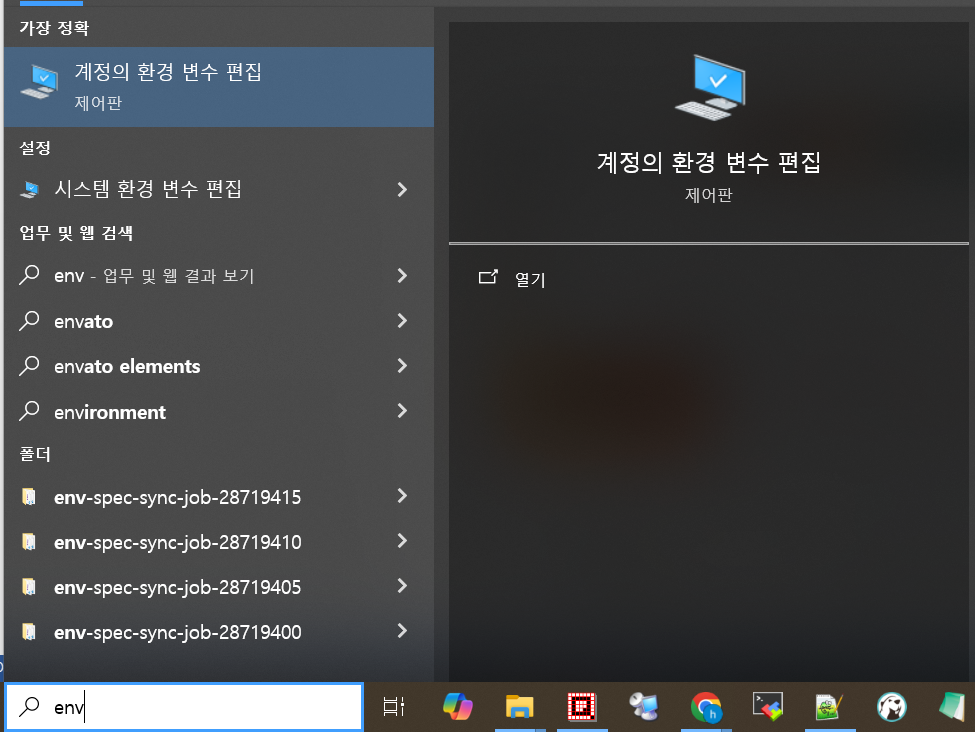 가장 정확
계정의 환경 변수 편집
제어판
설정
시스템 환경 변수 편집
업무 및 웹 검색
env - 업무 및 웹 결과 보기
envato
envato elements
environment
폴더
env-spec-sync-job-28719415
env-spec-sync-job-28719410
env-spec-sync-job-28719405
env-spec-sync-job-28719400
env
계정의 환경 변수 편집
제어판
열기
h